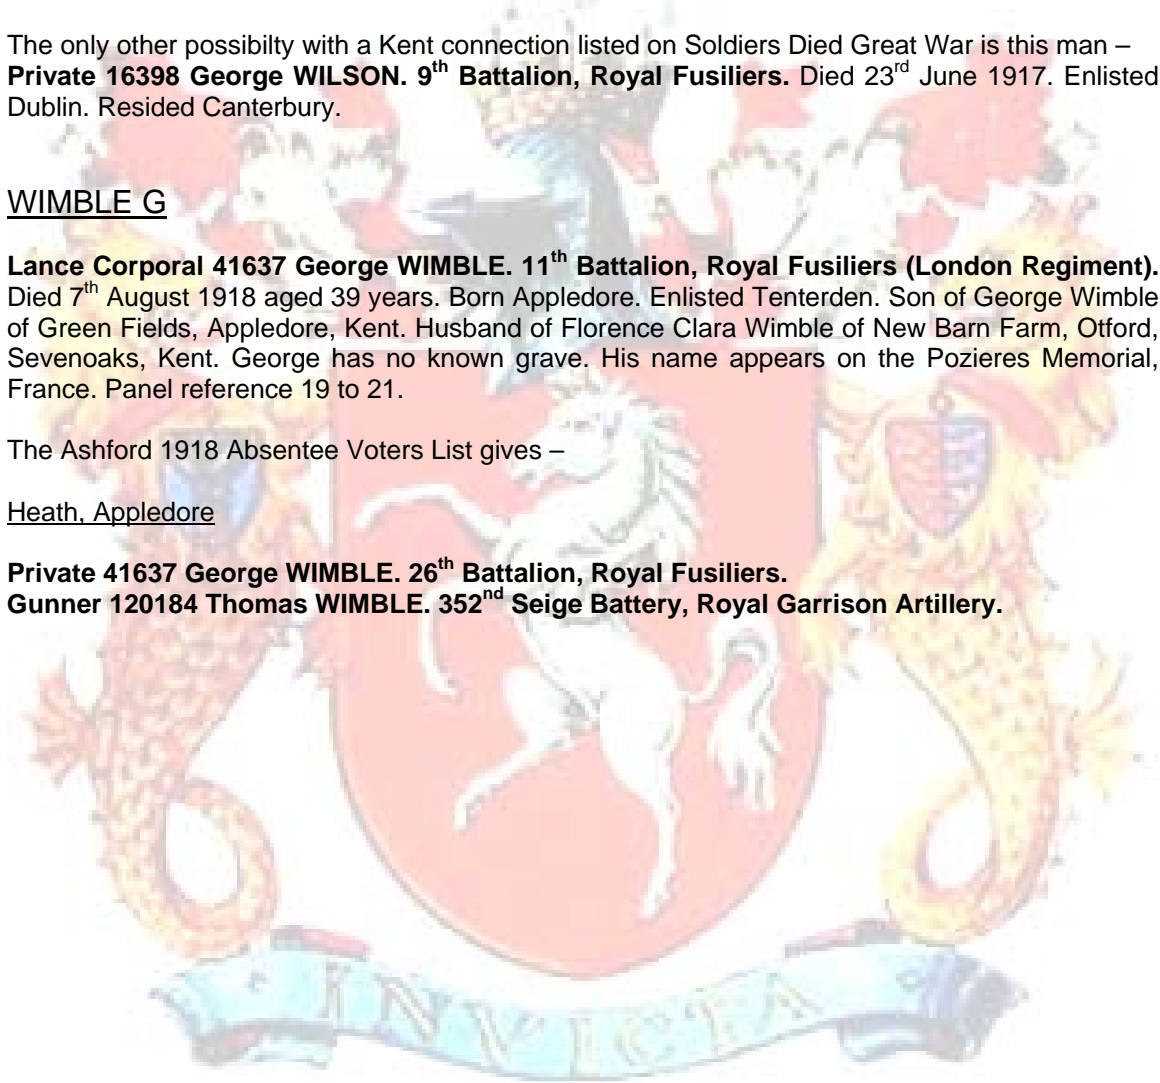 The only other possibilty with a Kent connection listed on Soldiers Died Great War is this man –
Private 16398 George WILSON. 9th Battalion, Royal Fusiliers. Died 23rd June 1917. Enlisted
Dublin. Resided Canterbury.
WIMBLE G
Lance Corporal 41637 George WIMBLE. 11th Battalion, Royal Fusiliers (London Regiment).
Died 7th August 1918 aged 39 years. Born Appledore. Enlisted Tenterden. Son of George Wimble
of Green Fields, Appledore, Kent. Husband of Florence Clara Wimble of New Barn Farm, Otford,
Sevenoaks, Kent. George has no known grave. His name appears on the Pozieres Memorial,
France. Panel reference 19 to 21.
The Ashford 1918 Absentee Voters List gives –
Heath, Appledore
Private 41637 George WIMBLE. 26th Battalion, Royal Fusiliers.
Gunner 120184 Thomas WIMBLE. 352nd Seige Battery, Royal Garrison Artillery.
INVICTA